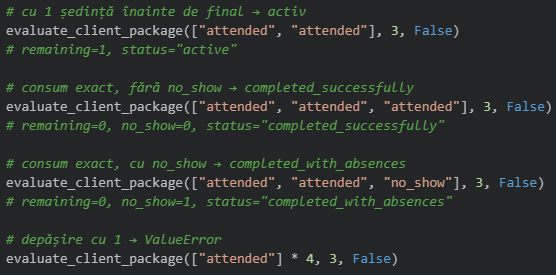 # cu 1 ședință înainte de final → activ
evaluate_client_package(["attended", "attended"], 3, False)
# remaining=1, status="active"
# consum exact, fără no_show → completed_successfully
evaluate_client_package(["attended", "attended", "attended"], 3, False)
# remaining=0, no_show=0, status="completed_successfully"
# consum exact, cu no_show → completed_with_absences
evaluate_client_package(["attended", "attended", "no_show"], 3, False)
# remaining=0, no_show=1, status="completed_with_absences"
# depășire cu 1 → ValueError
evaluate_client_package(["attended"] * 4, 3, False)